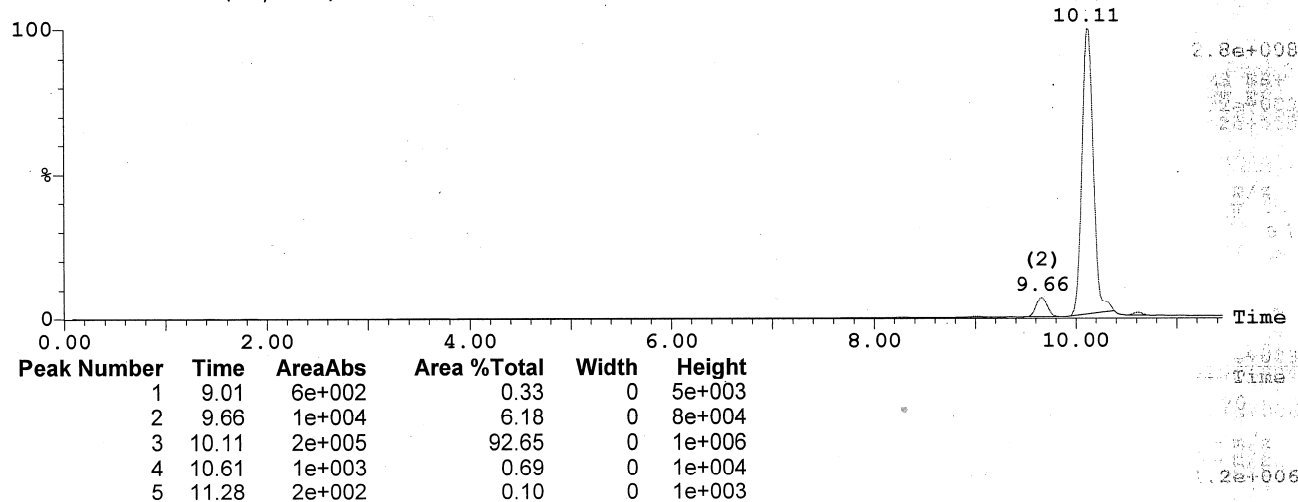 10.11
100
2.8e+008
%
(2)
9.66
0
Time
0.00 2.00 4.00 6.00 8.00 10.00
Peak Number Time AreaAbs Area %Total Width Height
Time
1 9.01 6e+002 0.33 0 5e+003
2 9.66 1e+004 6.18 0 8e+004
3 10.11 2e+005 92.65 0 1e+006
4 10.61 1e+003 0.69 0 1e+004
.2e+006
5 11.28 2e+002 0.10 0 1e+003